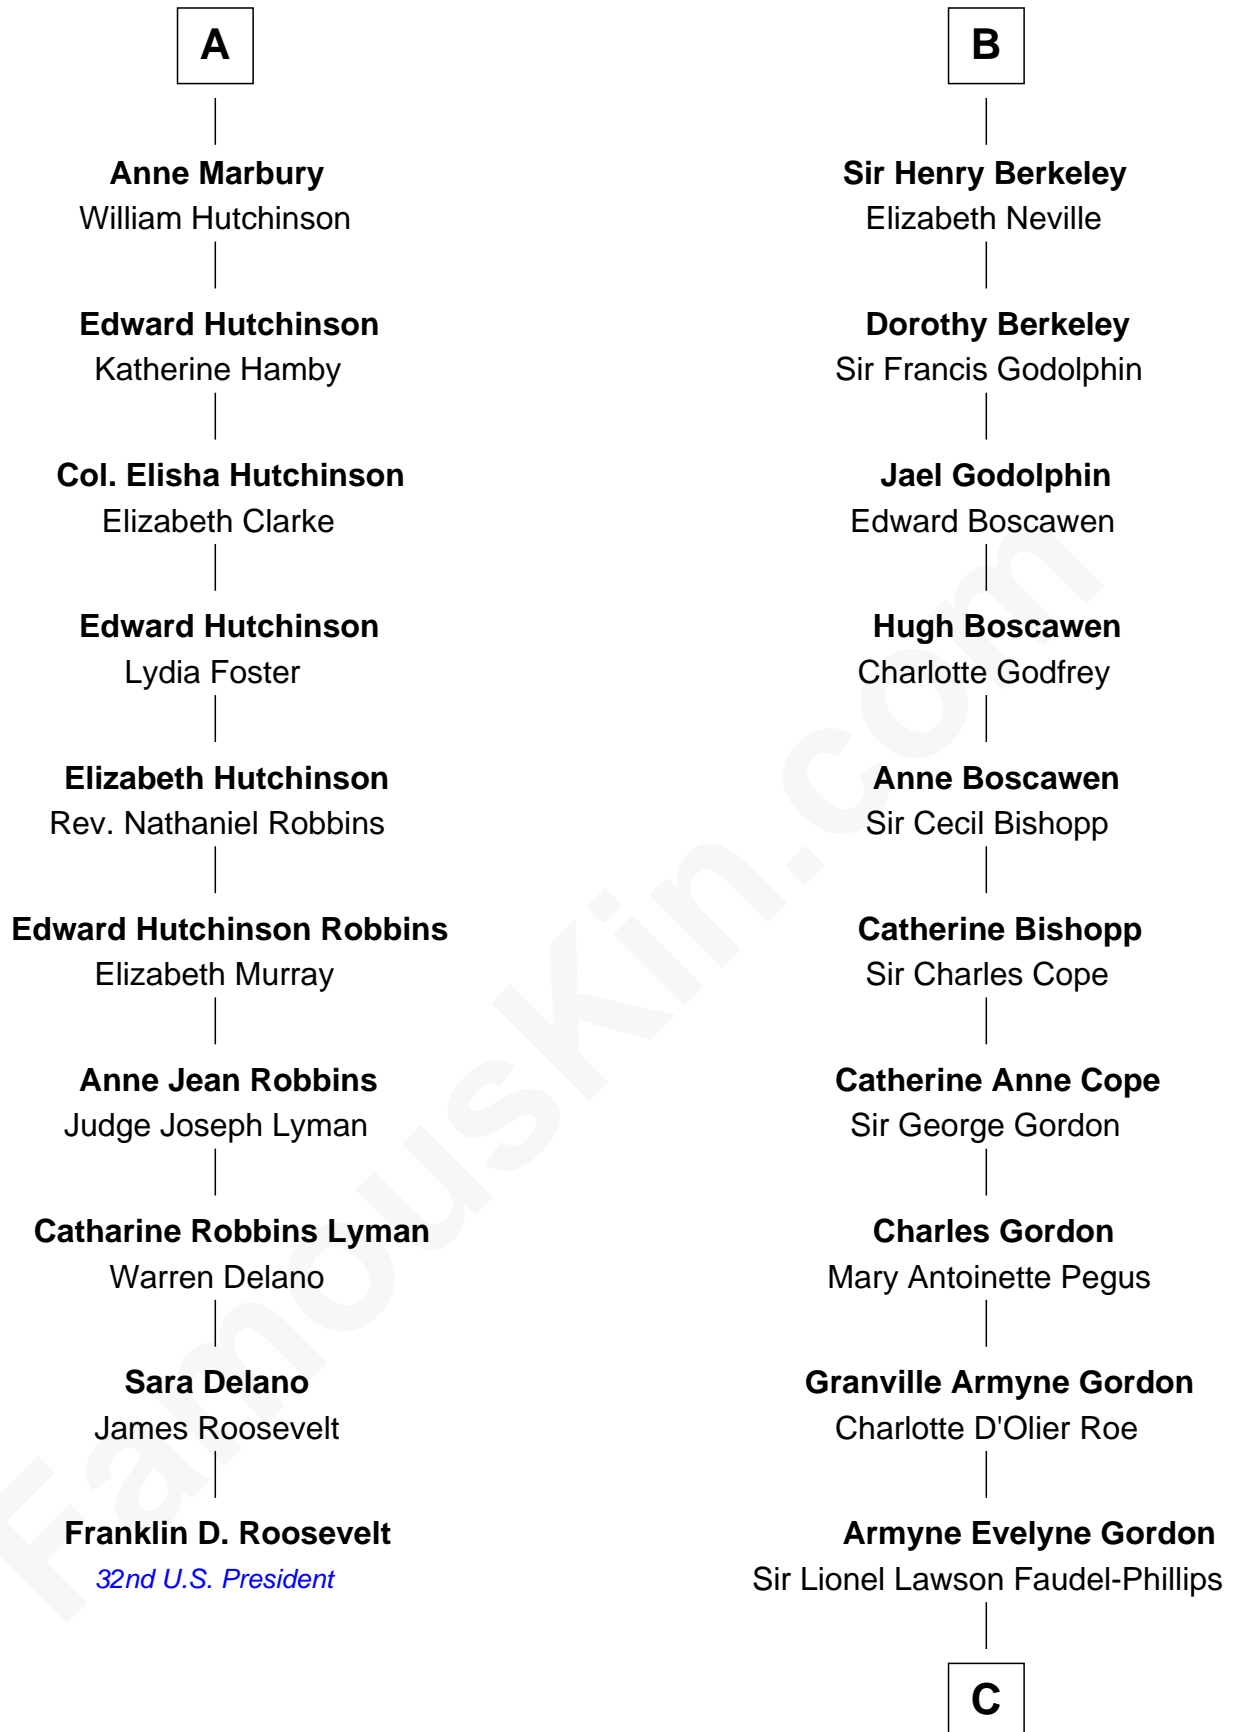 A
Anne Marbury
William Hutchinson
Edward Hutchinson
Katherine Hamby
Col. Elisha Hutchinson
Elizabeth Clarke
Edward Hutchinson
Lydia Foster
Elizabeth Hutchinson
Rev. Nathaniel Robbins
Edward Hutchinson Robbins
Elizabeth Murray
Anne Jean Robbins
Judge Joseph Lyman
Catharine Robbins Lyman
Warren Delano
Sara Delano
James Roosevelt
Franklin D. Roosevelt
32nd U.S. President
B
Sir Henry Berkeley
Elizabeth Neville
Dorothy Berkeley
Sir Francis Godolphin
Jael Godolphin
Edward Boscawen
Hugh Boscawen
Charlotte Godfrey
Anne Boscawen
Sir Cecil Bishopp
Catherine Bishopp
Sir Charles Cope
Catherine Anne Cope
Sir George Gordon
Charles Gordon
Mary Antoinette Pegus
Granville Armyne Gordon
Charlotte D'Olier Roe
Armyne Evelyne Gordon
Sir Lionel Lawson Faudel-Phillips
C
FamousKin.com